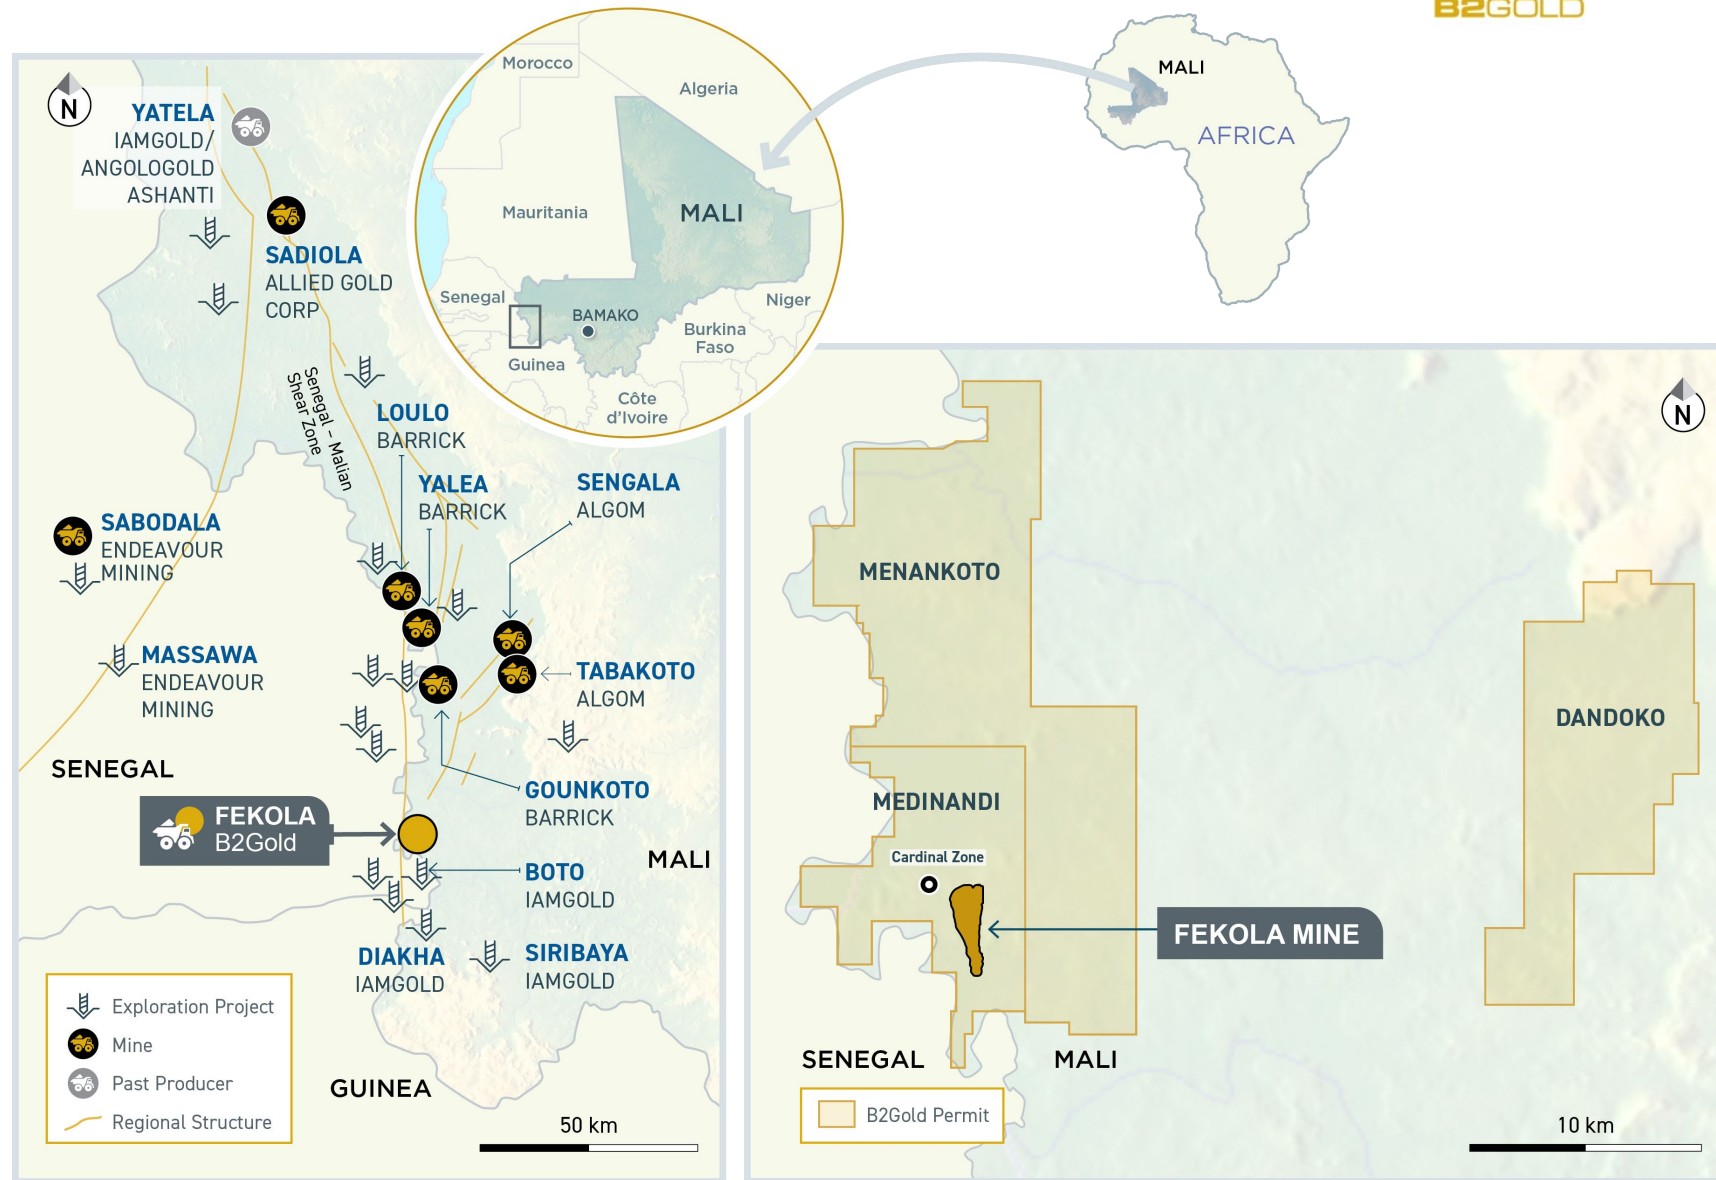 B2GOLD
MALI
AFRICA
Morocco
Algeria
Mauritania
MALI
Senegal
BAMAKO
Niger
Burkina
Faso
Guinea
Côte
d'Ivoire
N
YATELA
IAMGOLD/
ANGOLOGOLD
ASHANTI
SADIOLA
ALLIED GOLD
CORP
Senegal - Malian
Shear Zone
LOULO
BARRICK
YALEA
BARRICK
SENGALA
ALGOM
SABODALA
ENDEAVOUR
MINING
MASSAWA
ENDEAVOUR
MINING
TABAKOTO
ALGOM
SENEGAL
GOUNKOTO
BARRICK
FEKOLA
B2Gold
MALI
BOTO
IAMGOLD
DIAKHA
IAMGOLD
SIRIBAYA
IAMGOLD
Exploration Project
Mine
Past Producer
Regional Structure
GUINEA
50 km
N
MENANKOTO
DANDOKO
MEDINANDI
Cardinal Zone
FEKOLA MINE
SENEGAL
MALI
B2Gold Permit
10 km